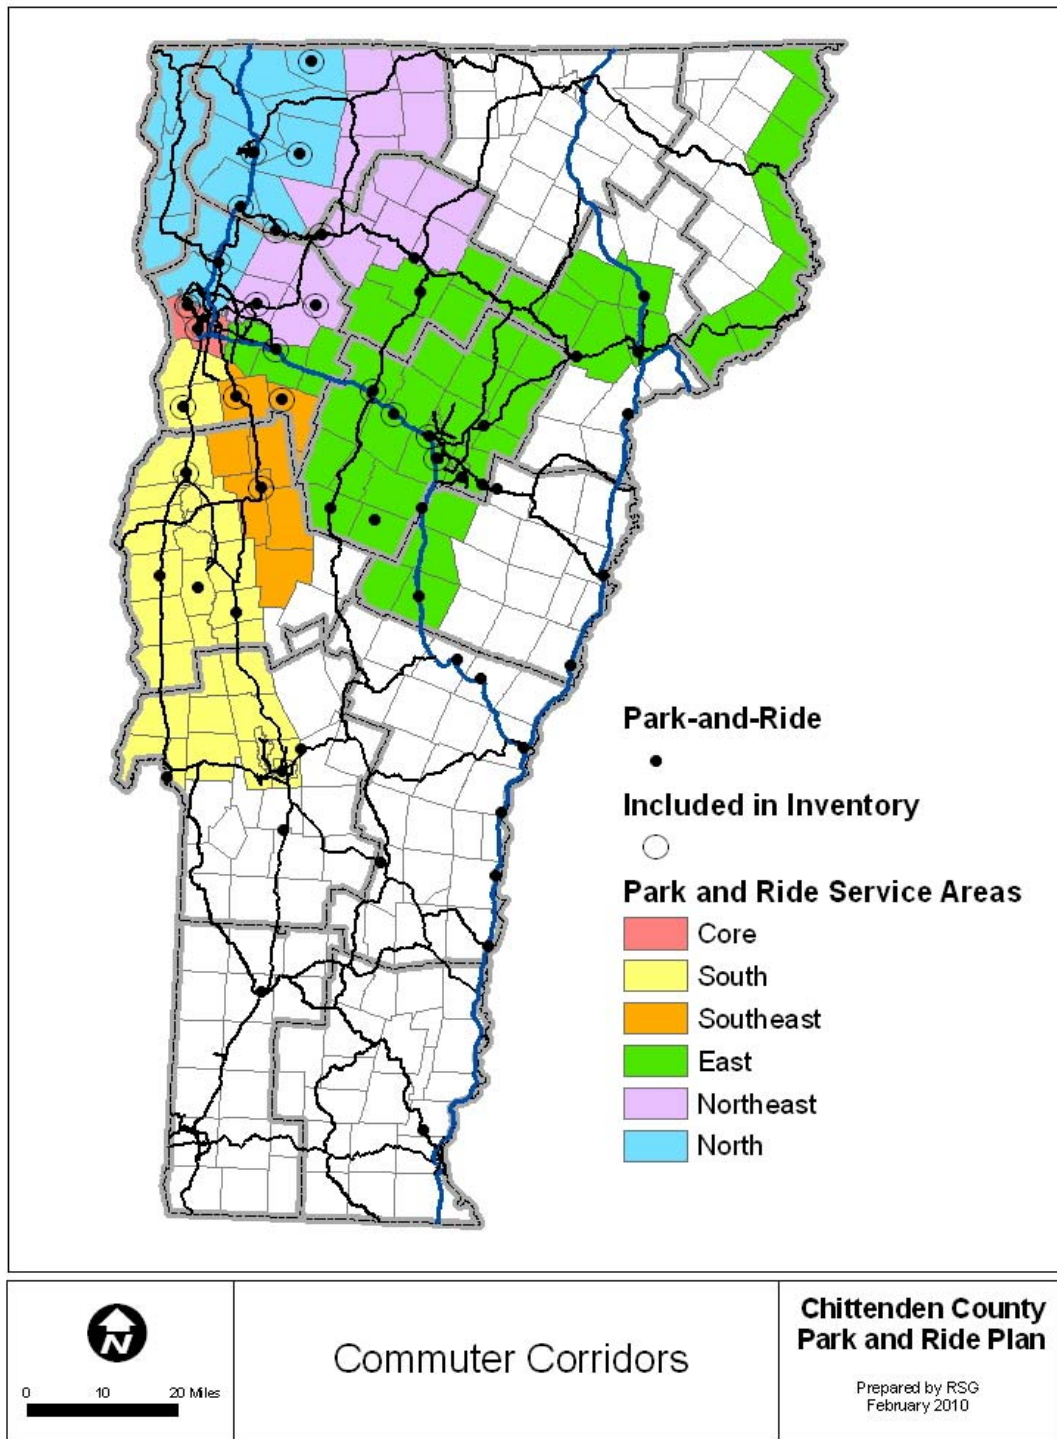 Park-and-Ride
Included in Inventory
Park and Ride Service Areas
Core
South
Southeast
East
Northeast
North
N
0 10 20 Miles
Commuter Corridors
Chittenden County
Park and Ride Plan
Prepared by RSG
February 2010